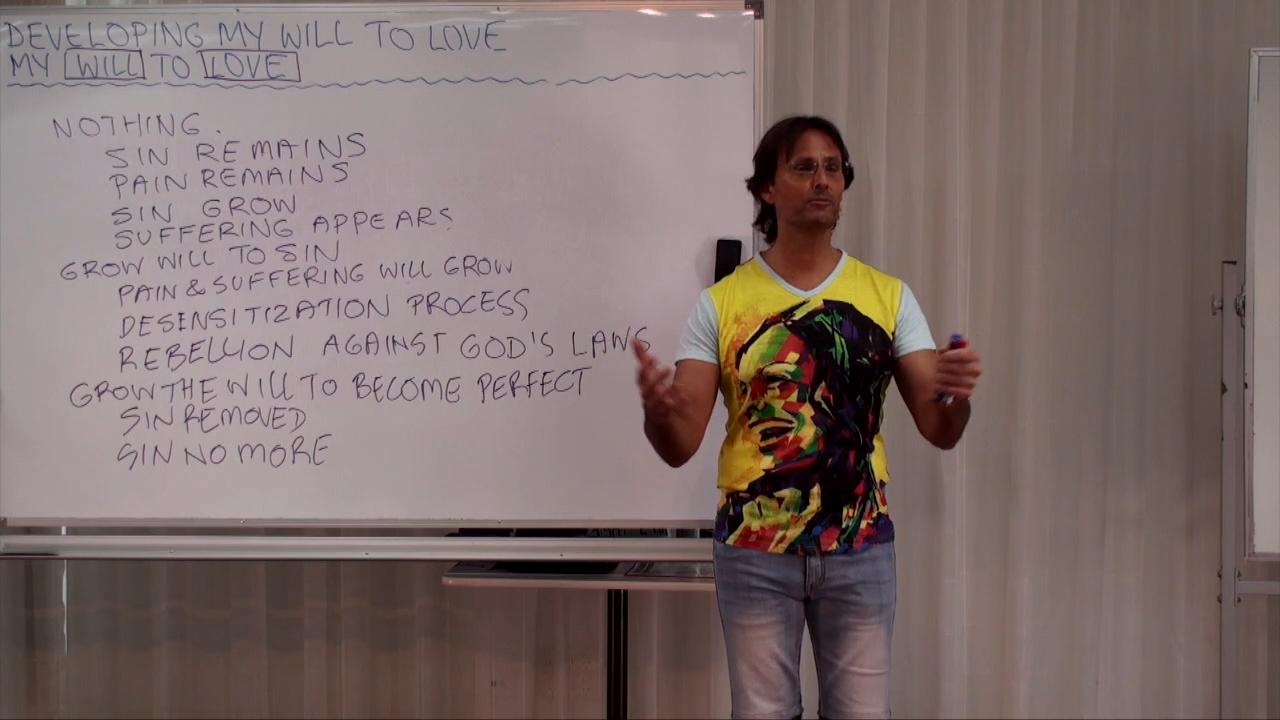 DEVELOPING MY WILL TO LOVE
MY WILL TO LOVE
NOTHING.
SIN REMAINS
PAIN REMAINS
SIN GROW
SUFFERING APPEARS
GROW WILL TO SIN
PAIN & SUFFERING WILL GROW
DESENSITIZATION PROCESS
REBELLION AGAINST GOD'S LAWS
GROW THE WILL TO BECOME PERFECT
SIN REMOVED
SIN NO MORE